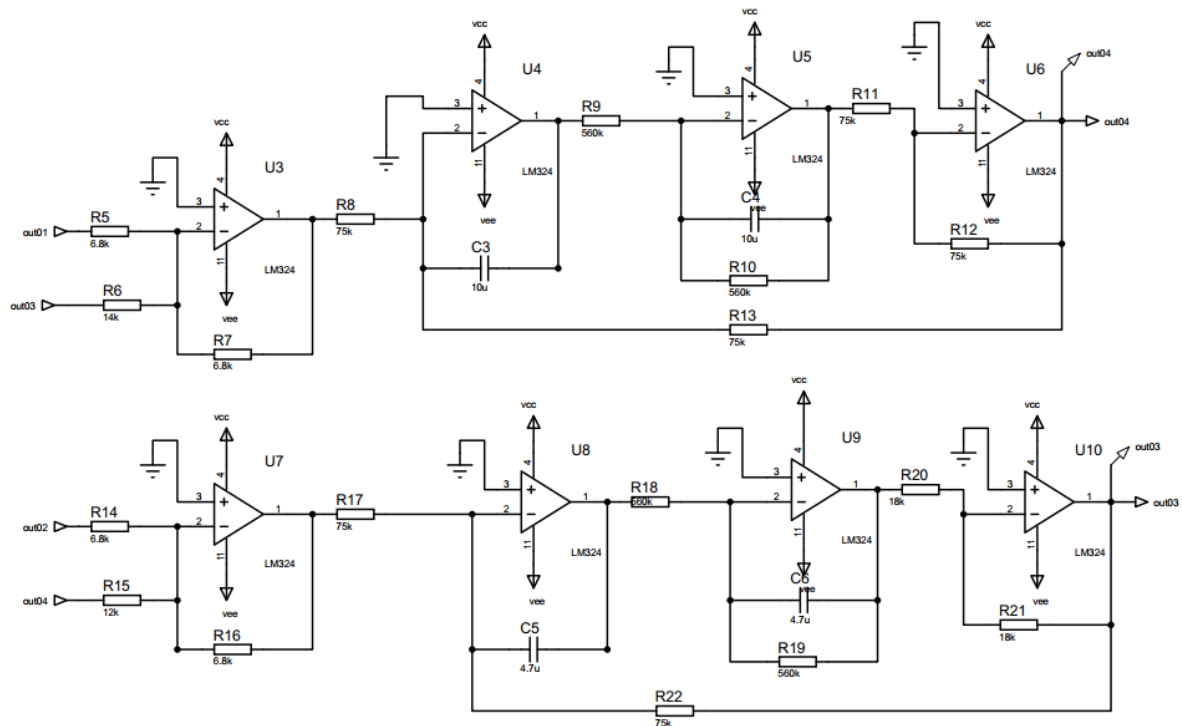 vcc
U4
4
3
2
1
11
LM324
vee
R9
560k
vcc
U5
4
3
2
1
11
LM324
vee
R11
75k
vcc
U6
4
3
2
1
11
LM324
vee
out04
out04
vcc
U3
4
3
2
1
11
LM324
vee
out01
R5
6.8k
out03
R6
14k
R7
6.8k
R8
75k
C3
10u
C4
10u
R10
560k
R12
75k
R13
75k
vcc
U7
4
3
2
1
11
LM324
vee
out02
R14
6.8k
out04
R15
12k
R16
6.8k
R17
75k
vcc
U8
4
3
2
1
11
LM324
vee
C5
4.7u
R18
560k
vcc
U9
4
3
2
1
11
LM324
vee
C6
4.7u
R19
560k
R20
18k
vcc
U10
4
3
2
1
11
LM324
vee
out03
out03
R21
18k
R22
75k